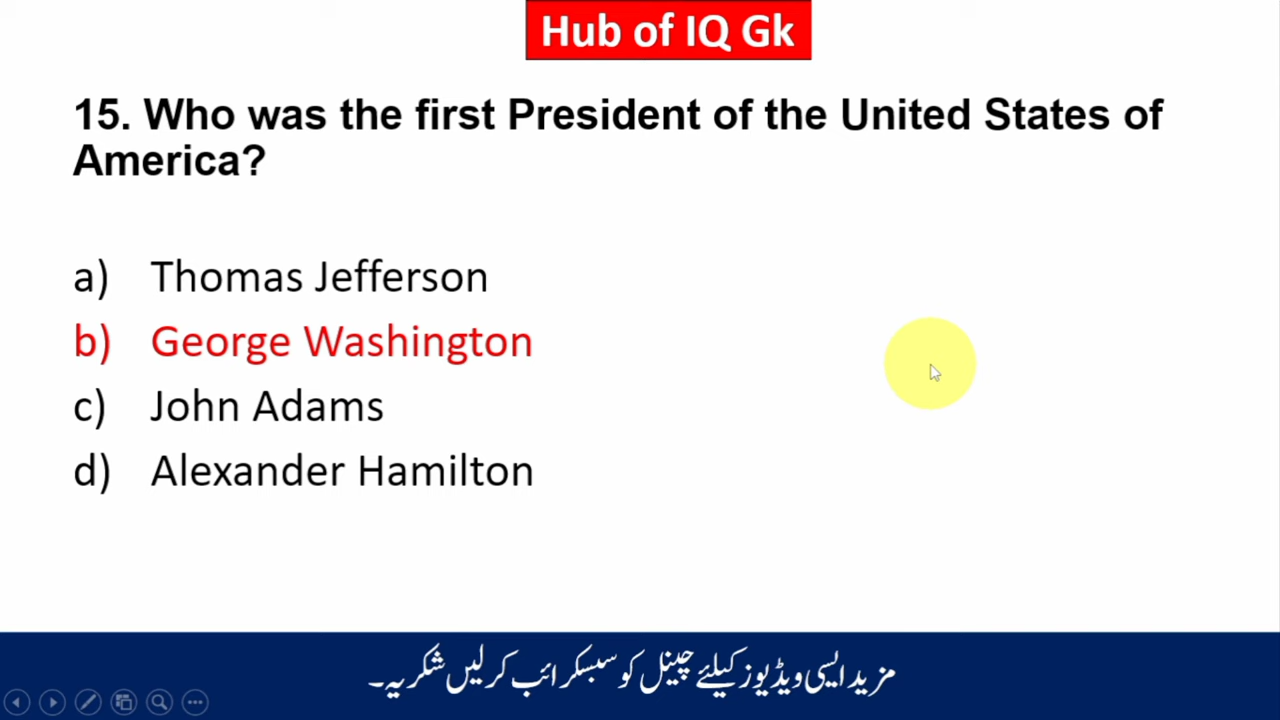 Hub of IQ Gk
15. Who was the first President of the United States of
America?
a) Thomas Jefferson
b) George Washington
c) John Adams
d) Alexander Hamilton
مزید ایسی ویڈیوز کیلئے چینل کو سبسکرائب کر لیں شکریہ۔